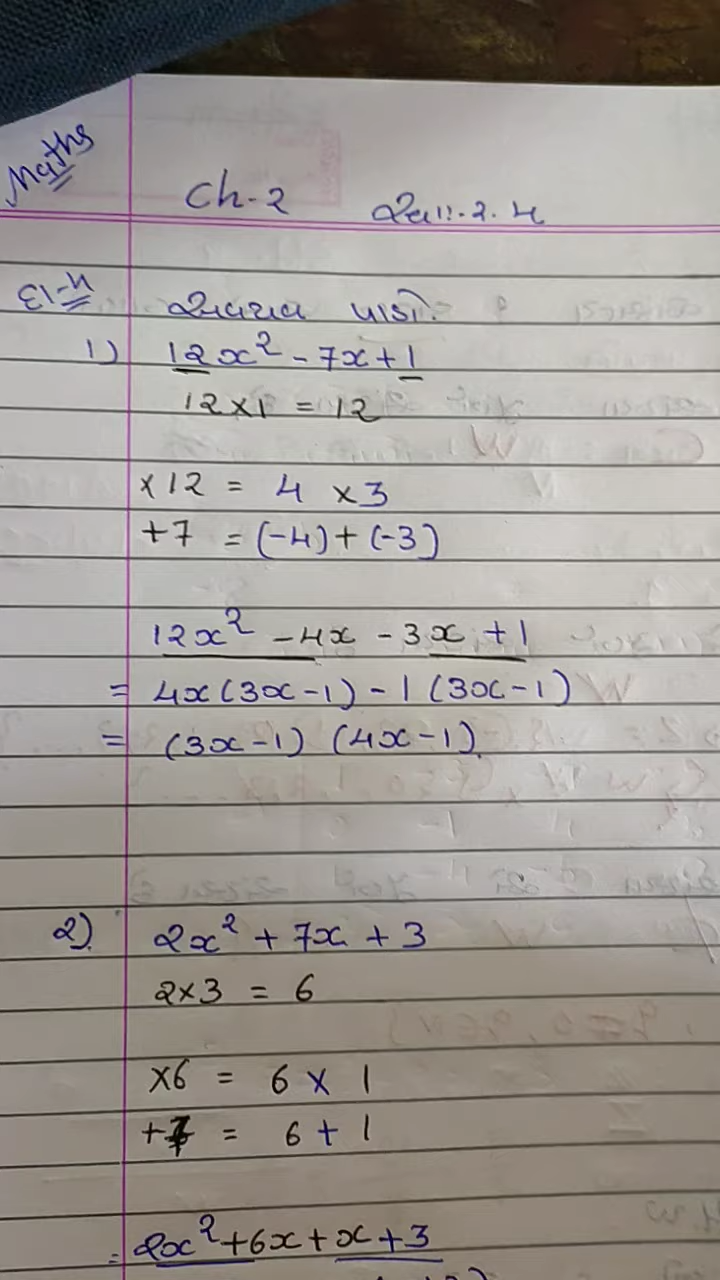 Maths
Ch-2 સ્વા. 2.4
પ્ર-13 અવયવ પાડો.
1) 12x² - 7x + 1
12×1 = 12
×12 = 4 ×3
+7 = (-4)+(-3)
12x² - 4x - 3x + 1
= 4x(3x-1) - 1 (3x-1)
= (3x-1) (4x-1)
2) 2x² + 7x + 3
2×3 = 6
×6 = 6 × 1
+7 = 6 + 1
= 2x²+6x+x+3